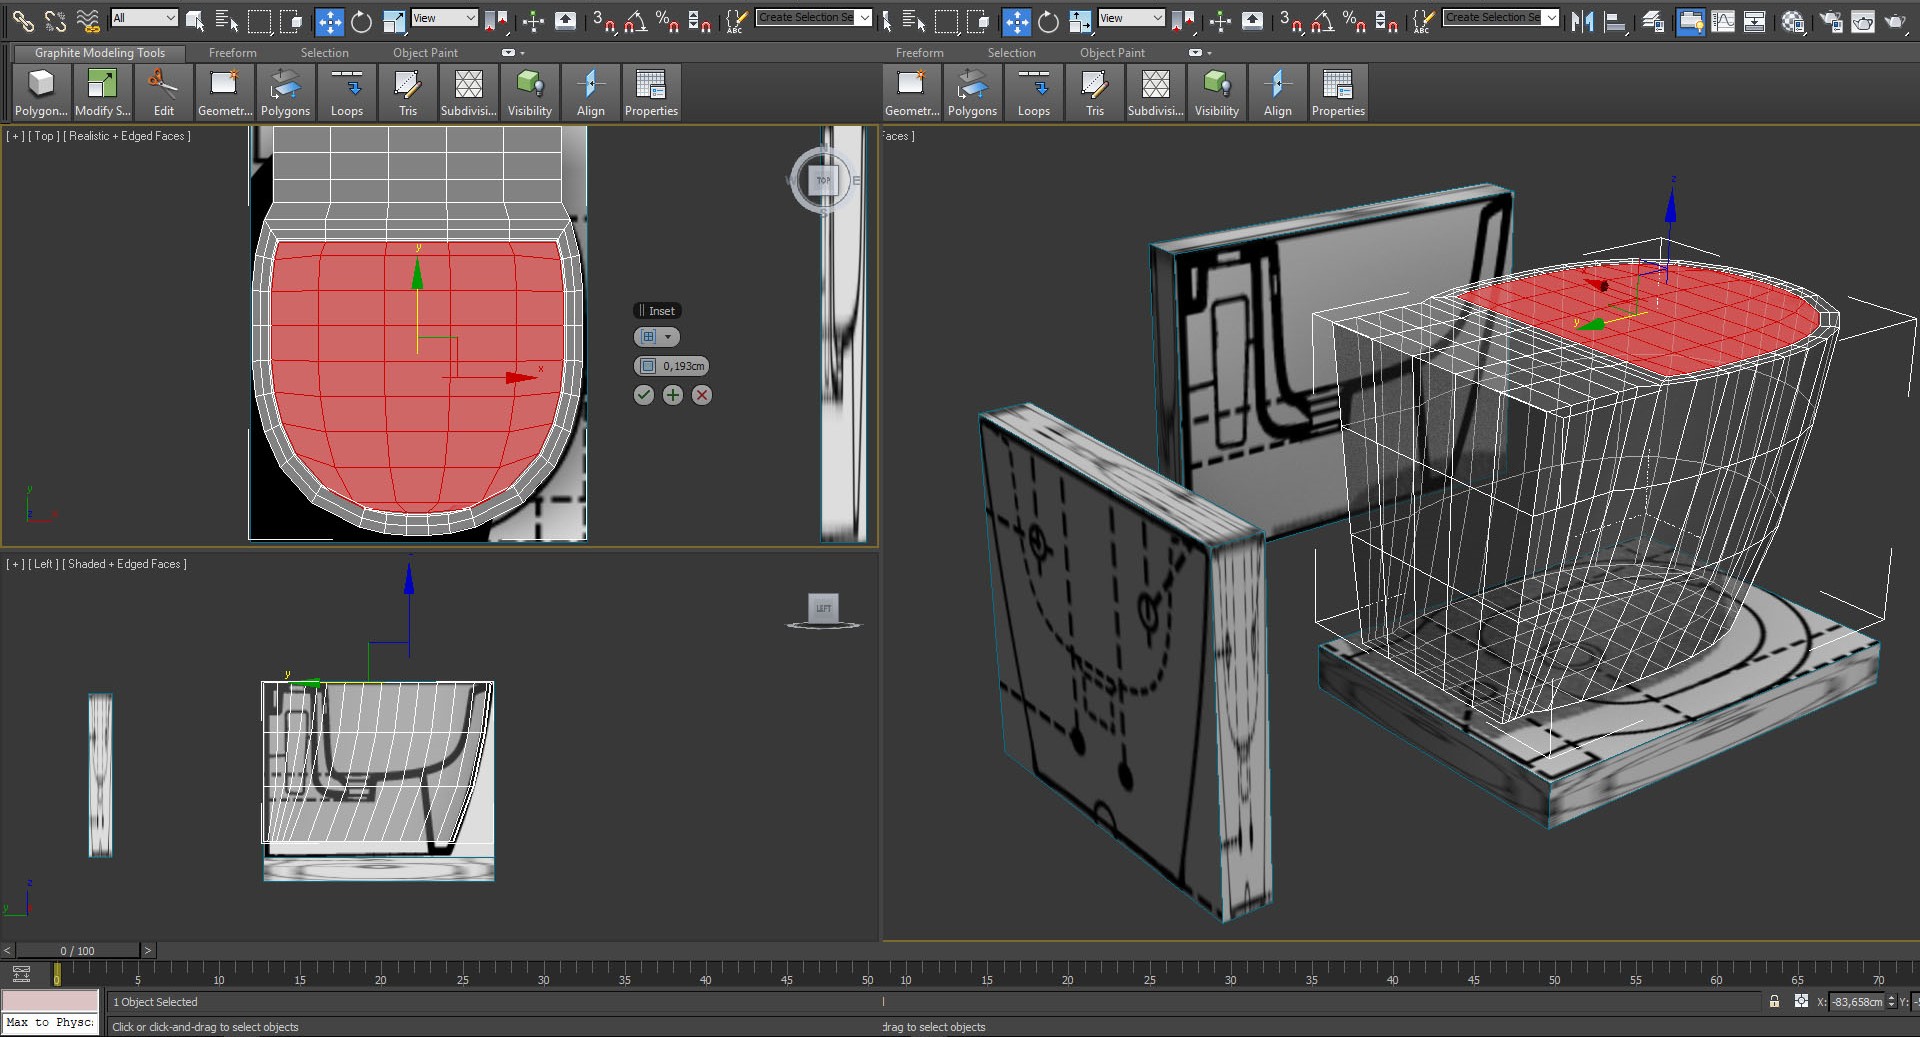 All View Create Selection Se View Create Selection Se
Graphite Modeling Tools Freeform Selection Object Paint Freeform Selection Object Paint
Polygon... Modify S... Edit Geometr... Polygons Loops Tris Subdivisi... Visibility Align Properties Geometr... Polygons Loops Tris Subdivisi... Visibility Align Properties
[ + ] [ Top ] [ Realistic + Edged Faces ]
TOP
E
y
x
Inset
0,193cm
aces ]
z
y
[ + ] [ Left ] [ Shaded + Edged Faces ]
LEFT
y
z
y
< 0 / 100 >
0 5 10 15 20 25 30 35 40 45 50 10 15 20 25 30 35 40 45 50 55 60 65 70
1 Object Selected
X: -83,658cm Y:
Max to Physc:
Click or click-and-drag to select objects drag to select objects